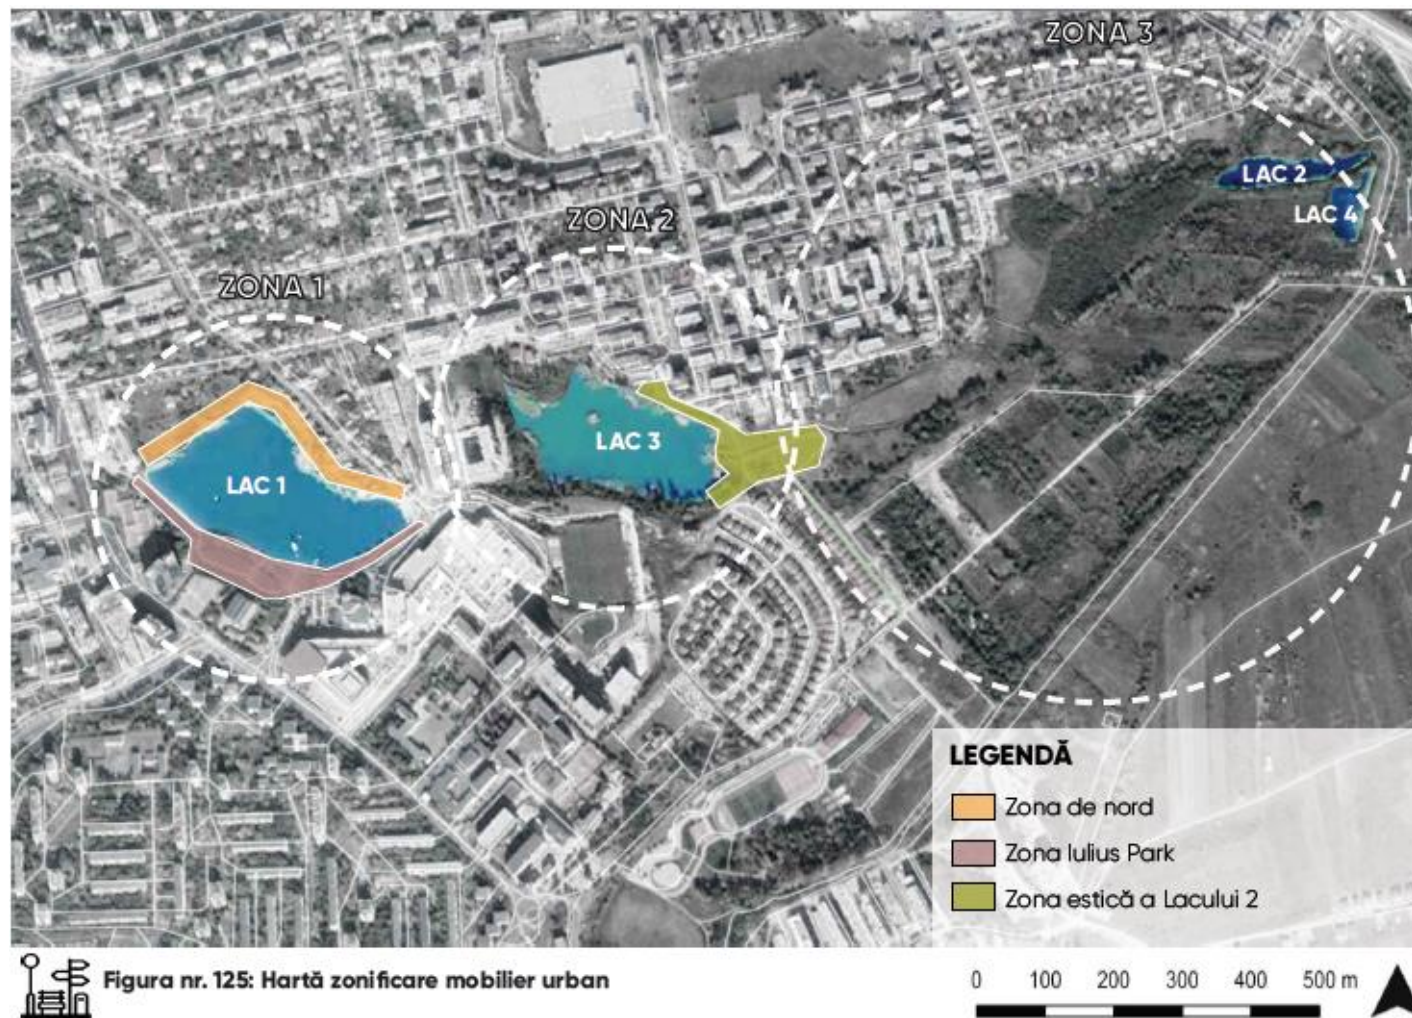 ZONA 3
LAC 2
LAC 4
ZONA 2
ZONA 1
LAC 3
LAC 1
LEGENDĂ
Zona de nord
Zona Iulius Park
Zona estică a Lacului 2
Figura nr. 125: Hartă zonificare mobilier urban
0 100 200 300 400 500 m